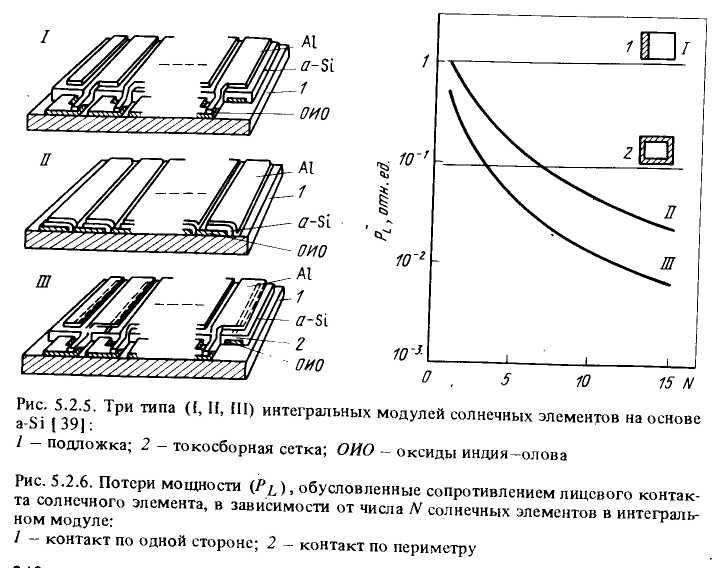 I
Al
a-Si
1
ОИО
II
Al
1
a-Si
ОИО
III
Al
1
a-Si
2
ОИО
P_L, отн. ед.
1
10⁻¹
10⁻²
10⁻³
0
5
10
15 N
1 I
2
II
III
Рис. 5.2.5. Три типа (I, II, III) интегральных модулей солнечных элементов на основе
a-Si [39]:
1 – подложка; 2 – токосборная сетка; ОИО – оксиды индия–олова
Рис. 5.2.6. Потери мощности (P_L), обусловленные сопротивлением лицевого контак-
та солнечного элемента, в зависимости от числа N солнечных элементов в интеграль-
ном модуле:
1 – контакт по одной стороне; 2 – контакт по периметру